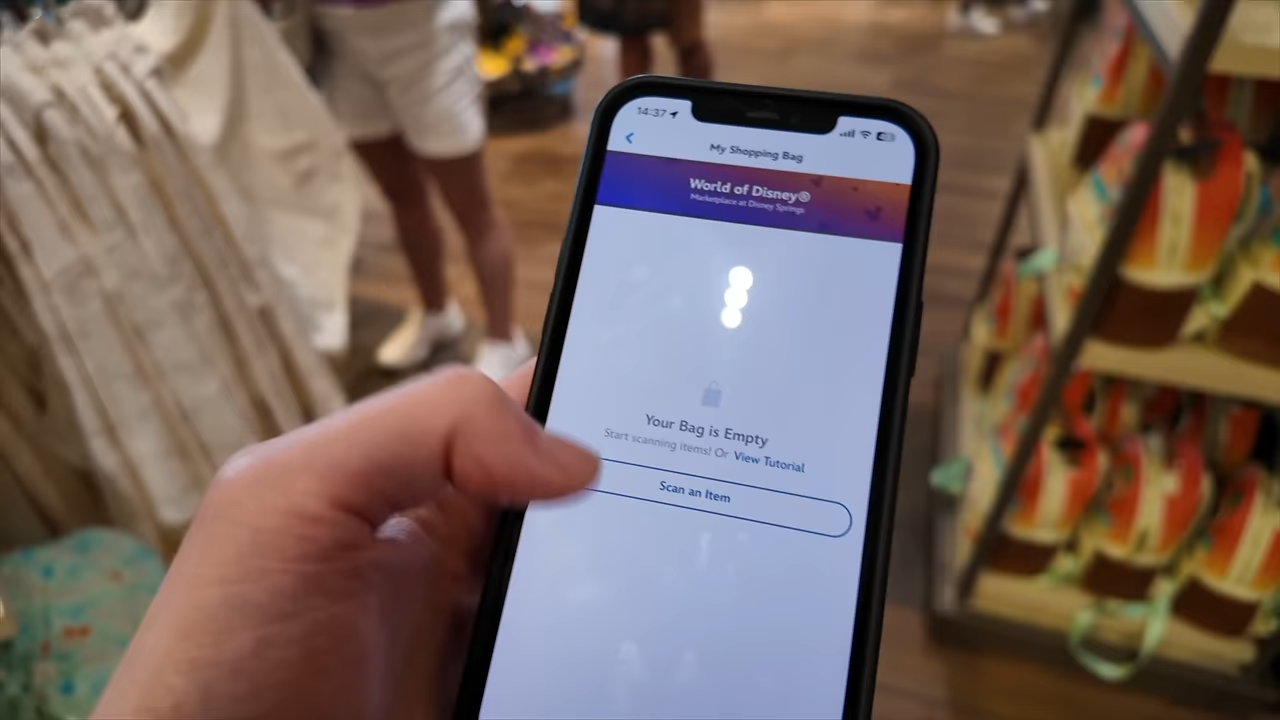 14:37
My Shopping Bag
World of Disney®
Marketplace at Disney Springs
Your Bag is Empty
Start scanning items! Or View Tutorial
Scan an Item